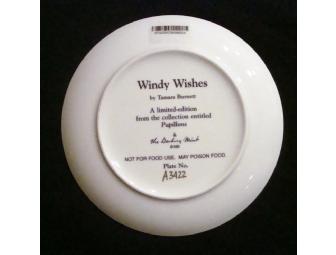 Windy Wishes
by Tamara Burnett
A limited-edition
from the collection entitled
Papillons
The Danbury Mint
NOT FOR FOOD USE. MAY POISON FOOD.
Plate No.
A3422